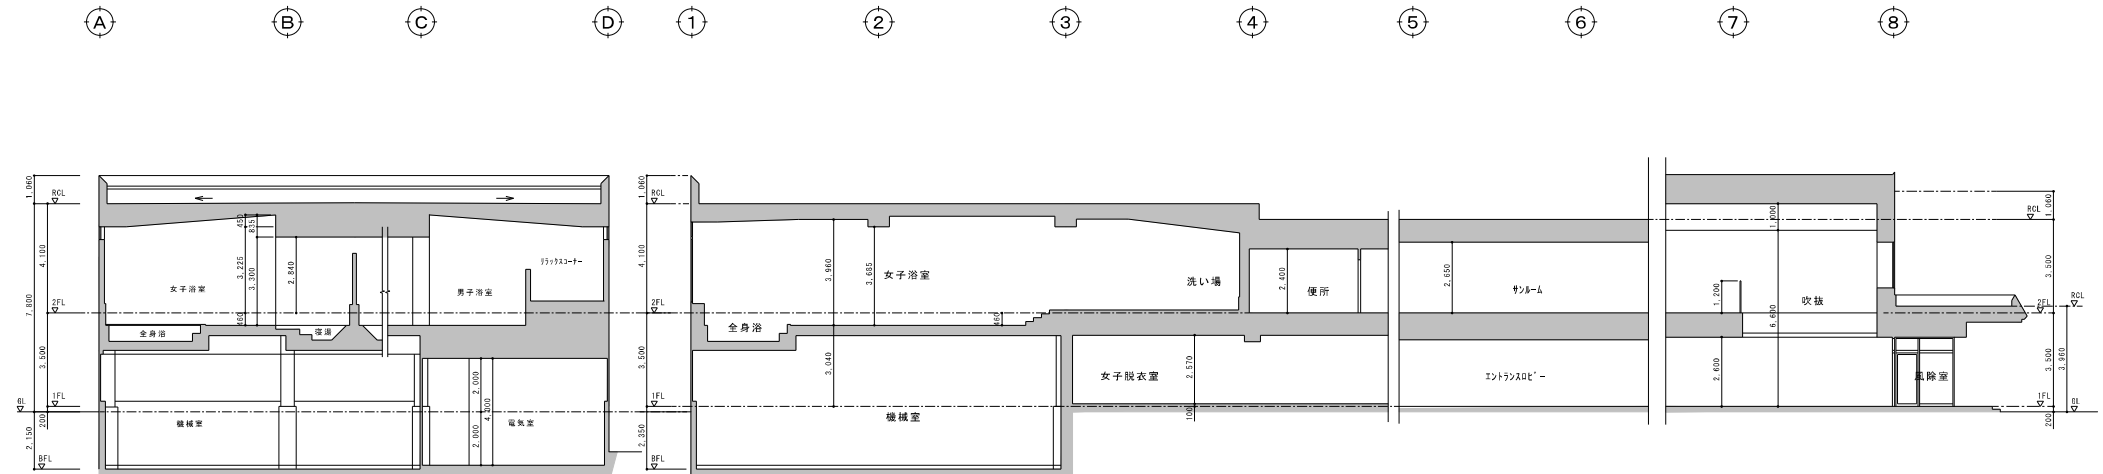 A B C D 1 2 3 4 5 6 7 8
1,060
RCL
4,100
7,800
2FL
3,500
1FL
GL
200
2,150
BFL
450
835
3,225
3,300
2,840
460
女子浴室
男子浴室
リラックスコーナー
全身浴
寝湯
機械室
2,000
4,000
2,000
電気室
1,060
RCL
4,100
2FL
3,500
1FL
2,350
BFL
3,960
3,685
女子浴室
洗い場
全身浴
460
3,040
機械室
2,400
便所
女子脱衣室
2,570
100
2,650
サンルーム
エントランスロビー
1,000
1,200
吹抜
6,600
2,600
風除室
RCL
1,060
3,500
2FL
RCL
3,500
3,960
1FL
GL
200